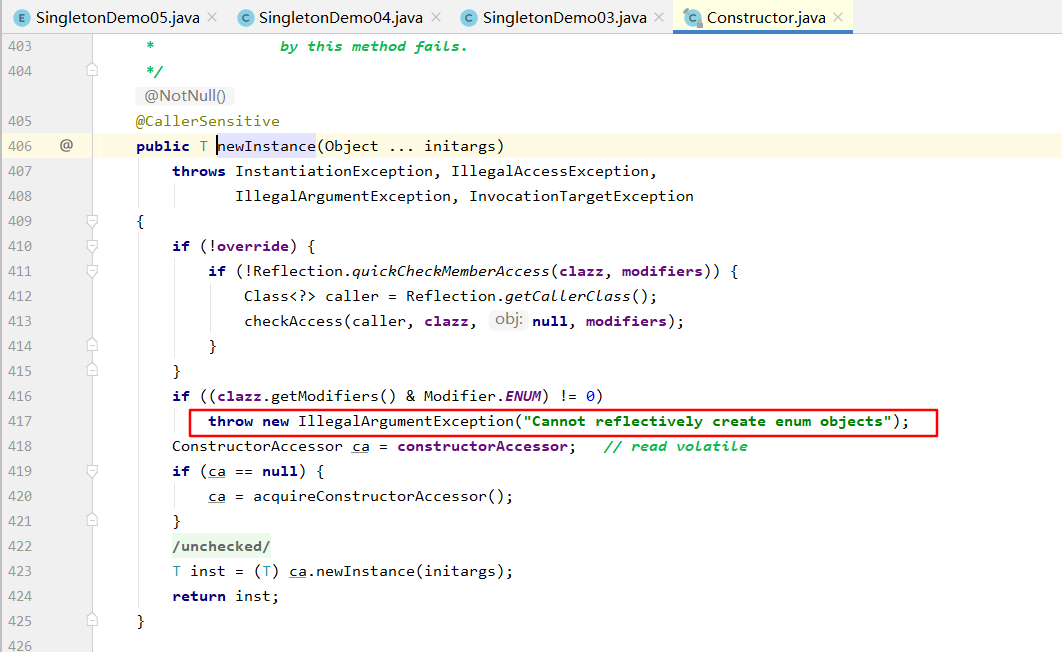 SingletonDemo05.java SingletonDemo04.java SingletonDemo03.java Constructor.java
403 * by this method fails.
404 */
@NotNull()
405 @CallerSensitive
406 @ public T newInstance(Object ... initargs)
407 throws InstantiationException, IllegalAccessException,
408 IllegalArgumentException, InvocationTargetException
409 {
410 if (!override) {
411 if (!Reflection.quickCheckMemberAccess(clazz, modifiers)) {
412 Class<?> caller = Reflection.getCallerClass();
413 checkAccess(caller, clazz, obj: null, modifiers);
414 }
415 }
416 if ((clazz.getModifiers() & Modifier.ENUM) != 0)
417 throw new IllegalArgumentException("Cannot reflectively create enum objects");
418 ConstructorAccessor ca = constructorAccessor; // read volatile
419 if (ca == null) {
420 ca = acquireConstructorAccessor();
421 }
422 /unchecked/
423 T inst = (T) ca.newInstance(initargs);
424 return inst;
425 }
426